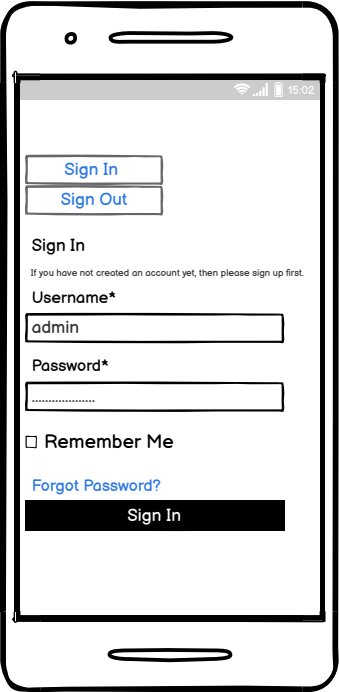 15:02
Sign In
Sign Out
Sign In
If you have not created an account yet, then please sign up first.
Username*
admin
Password*
...................
Remember Me
Forgot Password?
Sign In